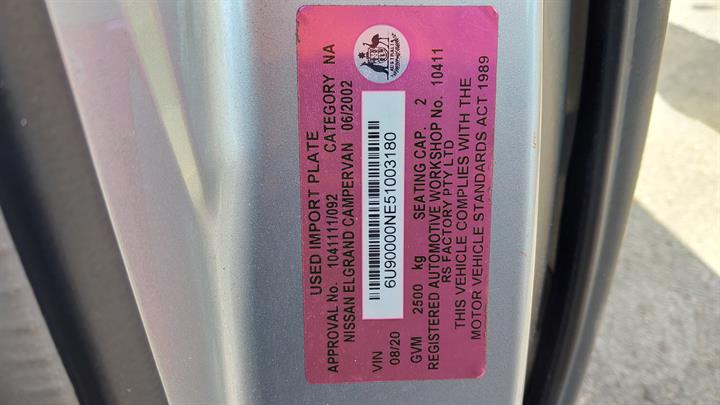 AUSTRALIA
USED IMPORT PLATE
APPROVAL No. 1041111/092 CATEGORY NA
NISSAN ELGRAND CAMPERVAN 06/2002
VIN 6U90000NE51003180
08/20
GVM 2500 kg SEATING CAP. 2
REGISTERED AUTOMOTIVE WORKSHOP No. 10411
RS FACTORY PTY LTD
THIS VEHICLE COMPLIES WITH THE
MOTOR VEHICLE STANDARDS ACT 1989